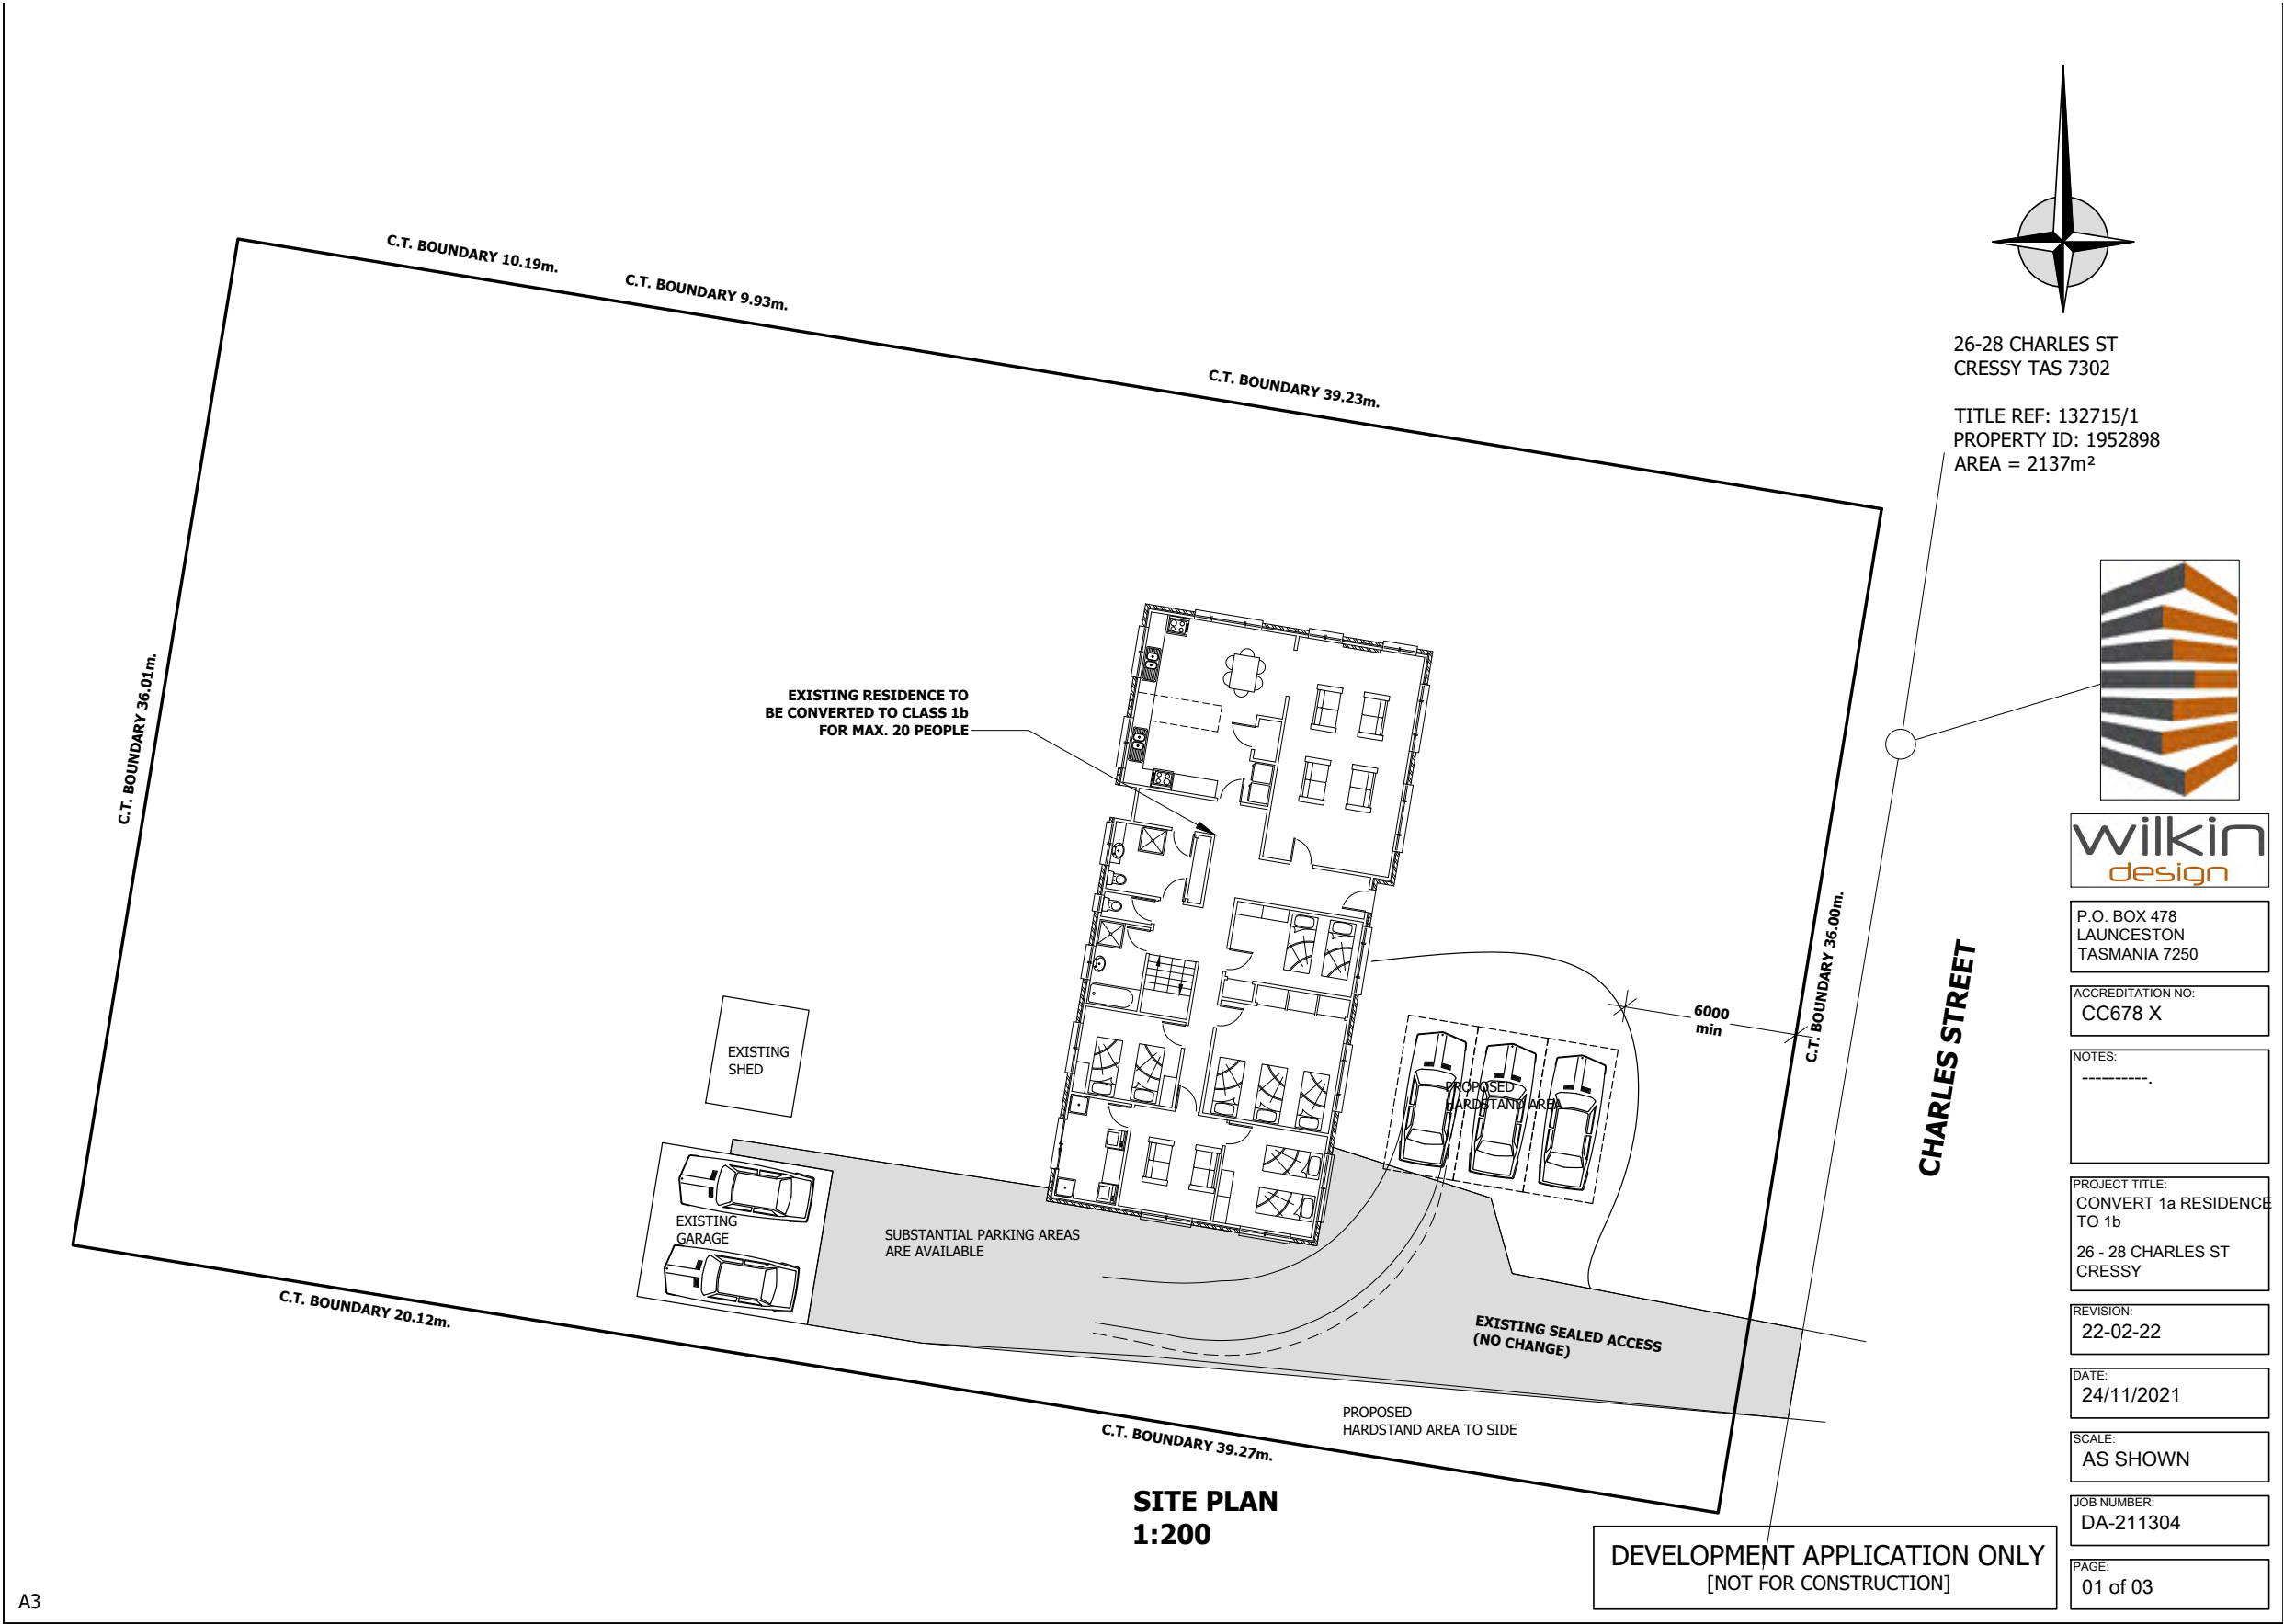 C.T. BOUNDARY 10.19m.
C.T. BOUNDARY 9.93m.
C.T. BOUNDARY 39.23m.
26-28 CHARLES ST
CRESSY TAS 7302
TITLE REF: 132715/1
PROPERTY ID: 1952898
AREA = 2137m²
C.T. BOUNDARY 36.01m.
EXISTING RESIDENCE TO
BE CONVERTED TO CLASS 1b
FOR MAX. 20 PEOPLE
C.T. BOUNDARY 36.00m.
CHARLES STREET
6000
min
EXISTING
SHED
PROPOSED
HARDSTAND AREA
EXISTING
GARAGE
SUBSTANTIAL PARKING AREAS
ARE AVAILABLE
EXISTING SEALED ACCESS
(NO CHANGE)
C.T. BOUNDARY 20.12m.
PROPOSED
HARDSTAND AREA TO SIDE
C.T. BOUNDARY 39.27m.
SITE PLAN
1:200
wilkin
design
P.O. BOX 478
LAUNCESTON
TASMANIA 7250
ACCREDITATION NO:
CC678 X
NOTES:
----------.
PROJECT TITLE:
CONVERT 1a RESIDENCE
TO 1b
26 - 28 CHARLES ST
CRESSY
REVISION:
22-02-22
DATE:
24/11/2021
SCALE:
AS SHOWN
JOB NUMBER:
DA-211304
PAGE:
01 of 03
DEVELOPMENT APPLICATION ONLY
[NOT FOR CONSTRUCTION]
A3